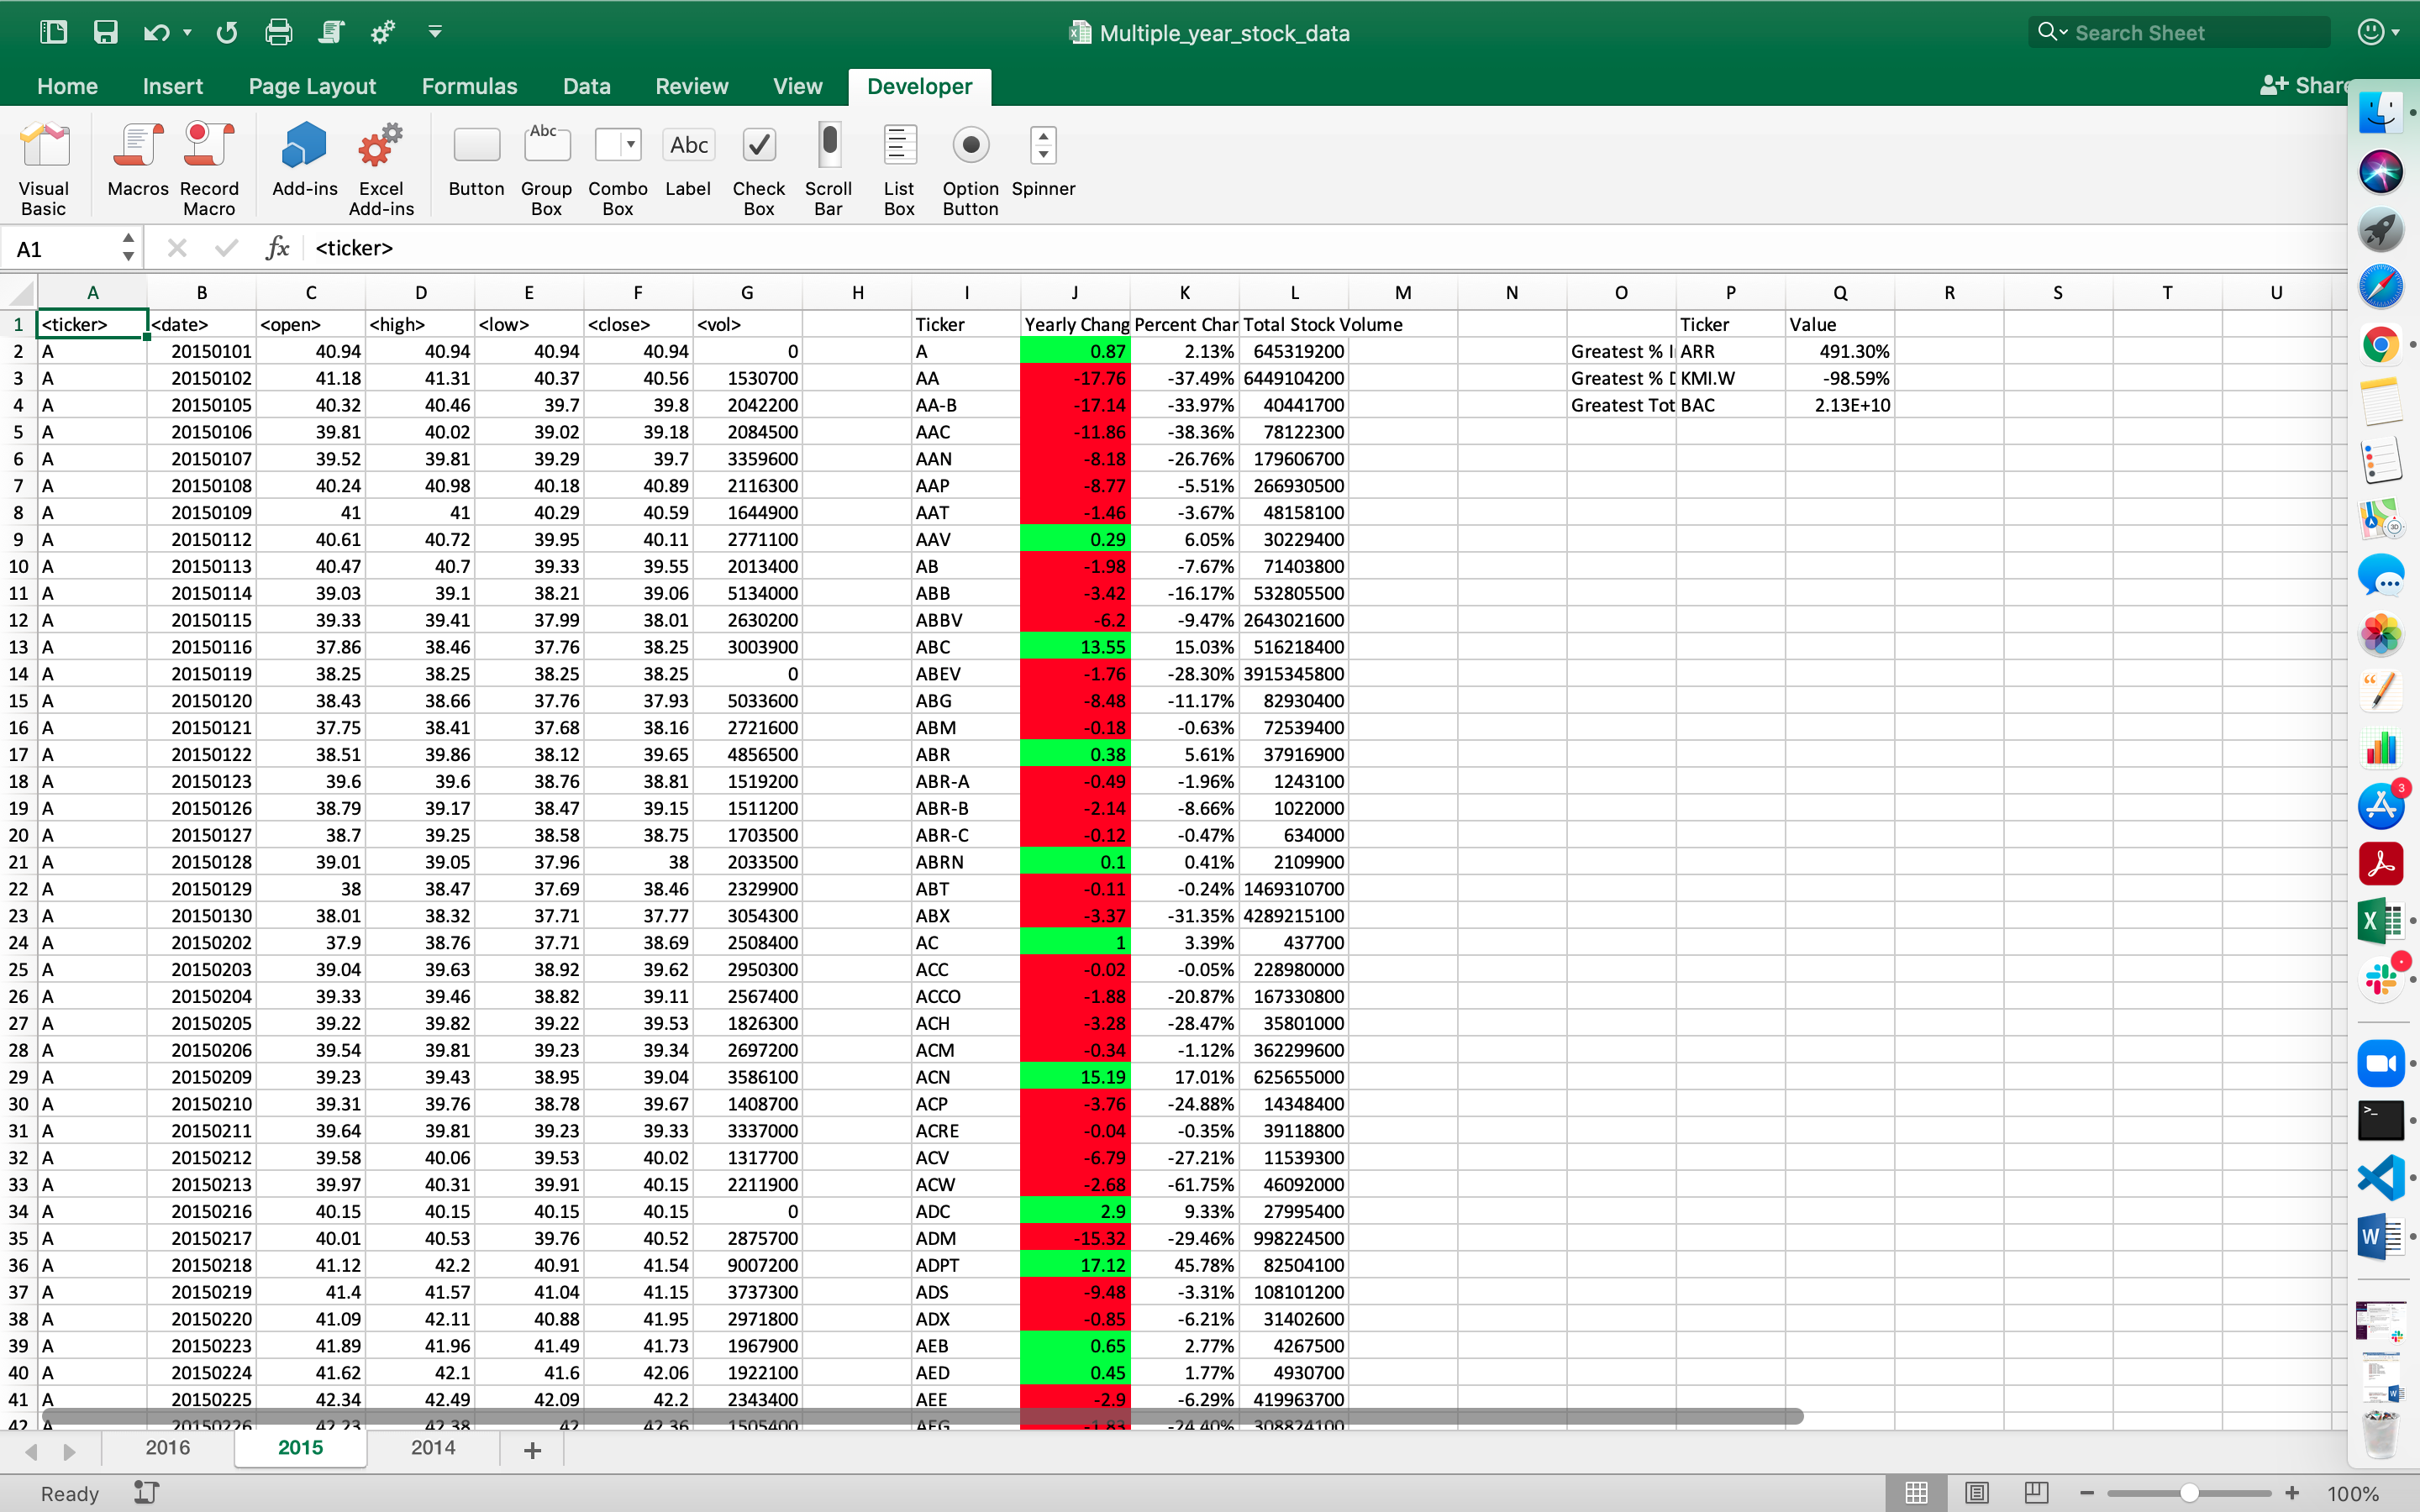 Multiple_year_stock_data
Search Sheet
Home Insert Page Layout Formulas Data Review View Developer
Share
Abc Abc
Visual Basic Macros Record Macro Add-ins Excel Add-ins Button Group Box Combo Box Label Check Box Scroll Bar List Box Option Button Spinner
A1 fx <ticker>
A B C D E F G H I J K L M N O P Q R S T U
1 <ticker> <date> <open> <high> <low> <close> <vol> Ticker Yearly Chang Percent Char Total Stock Volume Ticker Value
2 A 20150101 40.94 40.94 40.94 40.94 0 A 0.87 2.13% 645319200 Greatest % I ARR 491.30%
3 A 20150102 41.18 41.31 40.37 40.56 1530700 AA -17.76 -37.49% 6449104200 Greatest % D KMI.W -98.59%
4 A 20150105 40.32 40.46 39.7 39.8 2042200 AA-B -17.14 -33.97% 40441700 Greatest Tot BAC 2.13E+10
5 A 20150106 39.81 40.02 39.02 39.18 2084500 AAC -11.86 -38.36% 78122300
6 A 20150107 39.52 39.81 39.29 39.7 3359600 AAN -8.18 -26.76% 179606700
7 A 20150108 40.24 40.98 40.18 40.89 2116300 AAP -8.77 -5.51% 266930500
8 A 20150109 41 41 40.29 40.59 1644900 AAT -1.46 -3.67% 48158100
9 A 20150112 40.61 40.72 39.95 40.11 2771100 AAV 0.29 6.05% 30229400
10 A 20150113 40.47 40.7 39.33 39.55 2013400 AB -1.98 -7.67% 71403800
11 A 20150114 39.03 39.1 38.21 39.06 5134000 ABB -3.42 -16.17% 532805500
12 A 20150115 39.33 39.41 37.99 38.01 2630200 ABBV -6.2 -9.47% 2643021600
13 A 20150116 37.86 38.46 37.76 38.25 3003900 ABC 13.55 15.03% 516218400
14 A 20150119 38.25 38.25 38.25 38.25 0 ABEV -1.76 -28.30% 3915345800
15 A 20150120 38.43 38.66 37.76 37.93 5033600 ABG -8.48 -11.17% 82930400
16 A 20150121 37.75 38.41 37.68 38.16 2721600 ABM -0.18 -0.63% 72539400
17 A 20150122 38.51 39.86 38.12 39.65 4856500 ABR 0.38 5.61% 37916900
18 A 20150123 39.6 39.6 38.76 38.81 1519200 ABR-A -0.49 -1.96% 1243100
19 A 20150126 38.79 39.17 38.47 39.15 1511200 ABR-B -2.14 -8.66% 1022000
20 A 20150127 38.7 39.25 38.58 38.75 1703500 ABR-C -0.12 -0.47% 634000
21 A 20150128 39.01 39.05 37.96 38 2033500 ABRN 0.1 0.41% 2109900
22 A 20150129 38 38.47 37.69 38.46 2329900 ABT -0.11 -0.24% 1469310700
23 A 20150130 38.01 38.32 37.71 37.77 3054300 ABX -3.37 -31.35% 4289215100
24 A 20150202 37.9 38.76 37.71 38.69 2508400 AC 1 3.39% 437700
25 A 20150203 39.04 39.63 38.92 39.62 2950300 ACC -0.02 -0.05% 228980000
26 A 20150204 39.33 39.46 38.82 39.11 2567400 ACCO -1.88 -20.87% 167330800
27 A 20150205 39.22 39.82 39.22 39.53 1826300 ACH -3.28 -28.47% 35801000
28 A 20150206 39.54 39.81 39.23 39.34 2697200 ACM -0.34 -1.12% 362299600
29 A 20150209 39.23 39.43 38.95 39.04 3586100 ACN 15.19 17.01% 625655000
30 A 20150210 39.31 39.76 38.78 39.67 1408700 ACP -3.76 -24.88% 14348400
31 A 20150211 39.64 39.81 39.23 39.33 3337000 ACRE -0.04 -0.35% 39118800
32 A 20150212 39.58 40.06 39.53 40.02 1317700 ACV -6.79 -27.21% 11539300
33 A 20150213 39.97 40.31 39.91 40.15 2211900 ACW -2.68 -61.75% 46092000
34 A 20150216 40.15 40.15 40.15 40.15 0 ADC 2.9 9.33% 27995400
35 A 20150217 40.01 40.53 39.76 40.52 2875700 ADM -15.32 -29.46% 998224500
36 A 20150218 41.12 42.2 40.91 41.54 9007200 ADPT 17.12 45.78% 82504100
37 A 20150219 41.4 41.57 41.04 41.15 3737300 ADS -9.48 -3.31% 108101200
38 A 20150220 41.09 42.11 40.88 41.95 2971800 ADX -0.85 -6.21% 31402600
39 A 20150223 41.89 41.96 41.49 41.73 1967900 AEB 0.65 2.77% 4267500
40 A 20150224 41.62 42.1 41.6 42.06 1922100 AED 0.45 1.77% 4930700
41 A 20150225 42.34 42.49 42.09 42.2 2343400 AEE -2.9 -6.29% 419963700
42 A 20150226 42.23 42.38 42 42.36 1505400 AEG -1.83 -24.40% 308824100
2016 2015 2014
Ready 100%
3